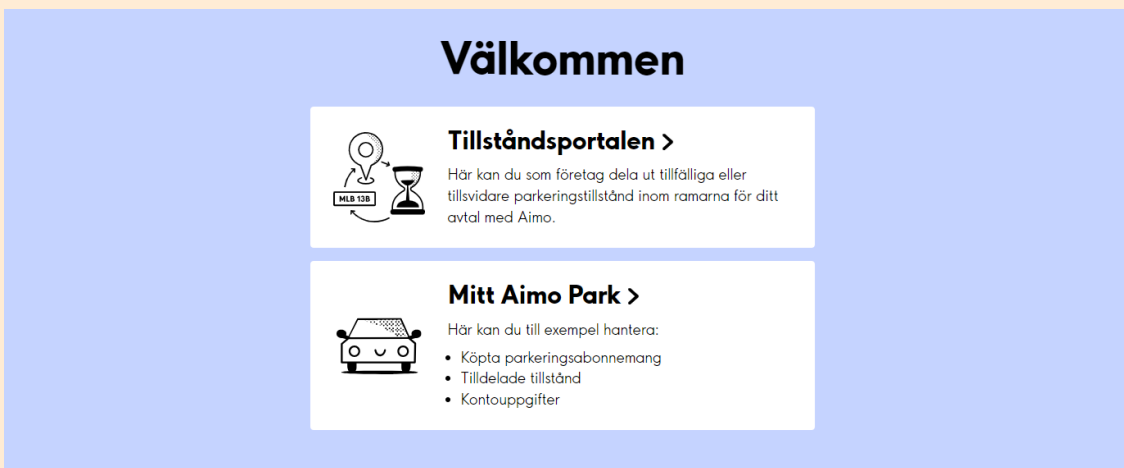 Välkommen
Tillståndsportalen >
Här kan du som företag dela ut tillfälliga eller
tillsvidare parkeringstillstånd inom ramarna för ditt
avtal med Aimo.
MLB 13B
Mitt Aimo Park >
Här kan du till exempel hantera:
• Köpta parkeringsabonnemang
• Tilldelade tillstånd
• Kontouppgifter